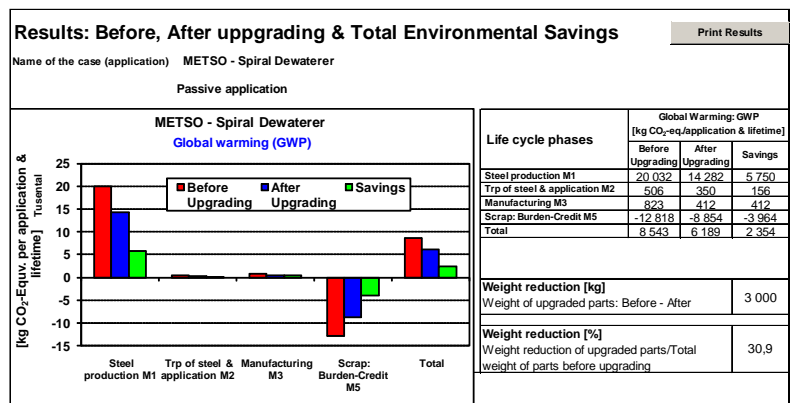 Results: Before, After uppgrading & Total Environmental Savings
Print Results
Name of the case (application) METSO - Spiral Dewaterer
Passive application
METSO - Spiral Dewaterer
Global warming (GWP)
[kg CO₂-Equv. per application & lifetime]
Tusental
25
20
15
10
5
0
-5
-10
-15
Before Upgrading
After Upgrading
Savings
Steel production M1
Trp of steel & application M2
Manufacturing M3
Scrap: Burden-Credit M5
Total
Life cycle phases
Global Warming: GWP
[kg CO₂-eq./application & lifetime]
Before Upgrading
After Upgrading
Savings
Steel production M1 20 032 14 282 5 750
Trp of steel & application M2 506 350 156
Manufacturing M3 823 412 412
Scrap: Burden-Credit M5 -12 818 -8 854 -3 964
Total 8 543 6 189 2 354
Weight reduction [kg]
Weight of upgraded parts: Before - After
3 000
Weight reduction [%]
Weight reduction of upgraded parts/Total
weight of parts before upgrading
30,9